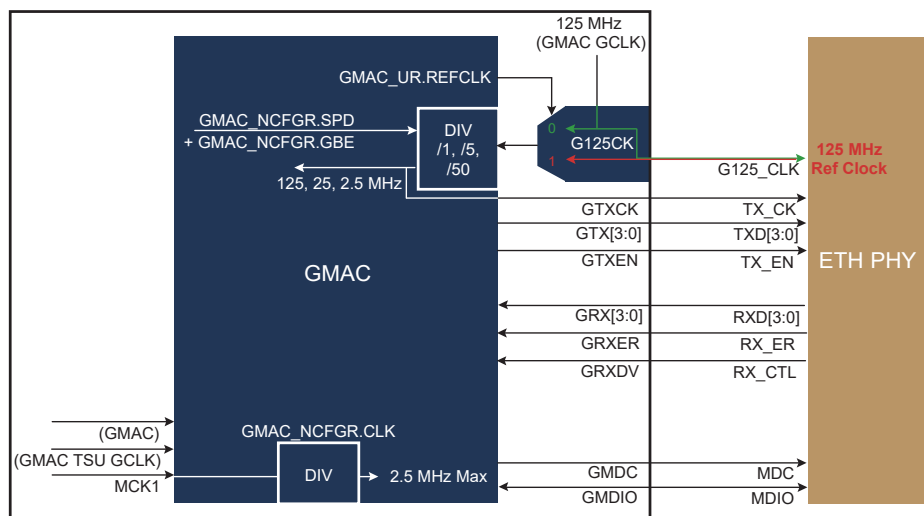 125 MHz
(GMAC GCLK)
GMAC_UR.REFCLK
GMAC_NCFGR.SPD
+ GMAC_NCFGR.GBE
DIV
/1, /5,
/50
0
G125CK
1
125 MHz
Ref Clock
G125_CLK
125, 25, 2.5 MHz
GTXCK
TX_CK
GTX[3:0]
TXD[3:0]
GTXEN
TX_EN
GMAC
ETH PHY
GRX[3:0]
RXD[3:0]
GRXER
RX_ER
GRXDV
RX_CTL
(GMAC)
GMAC_NCFGR.CLK
(GMAC TSU GCLK)
MCK1
DIV
2.5 MHz Max
GMDC
MDC
GMDIO
MDIO